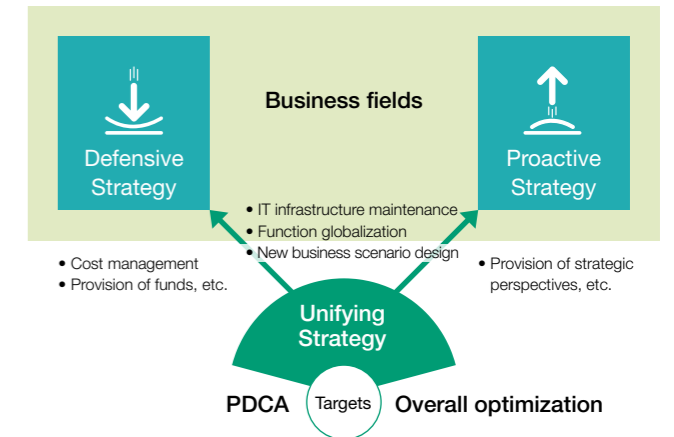 Business fields
Defensive
Strategy
Proactive
Strategy
• IT infrastructure maintenance
• Function globalization
• New business scenario design
• Cost management
• Provision of funds, etc.
• Provision of strategic
perspectives, etc.
Unifying
Strategy
PDCA
Targets
Overall optimization